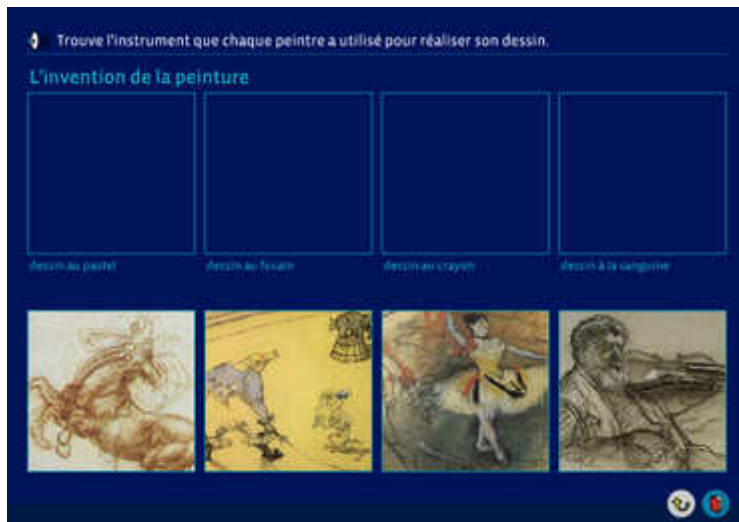 Trouve l'instrument que chaque peintre a utilisé pour réaliser son dessin.
L'invention de la peinture
dessin au pastel
dessin au fusain
dessin au crayon
dessin à la sanguine